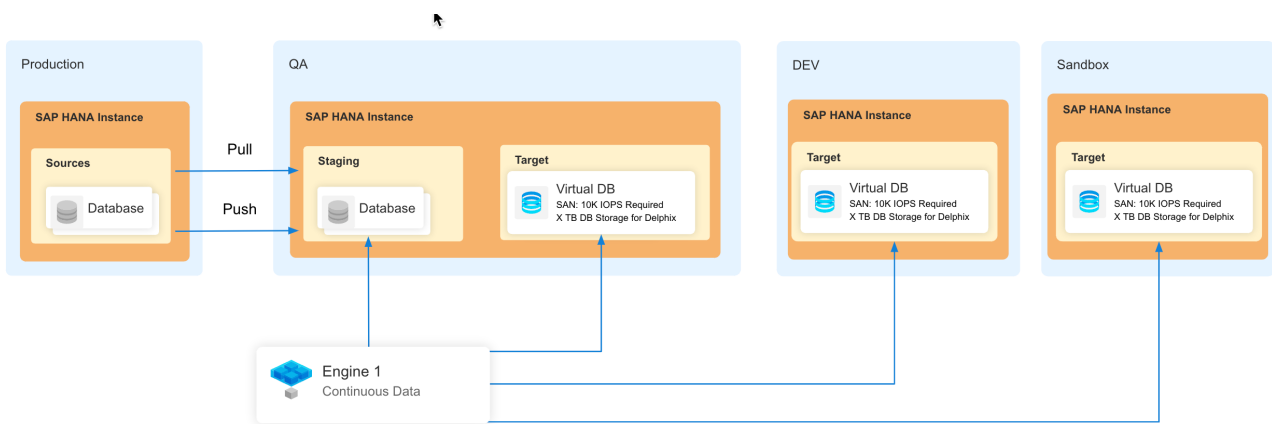 Production
SAP HANA Instance
Sources
Database
Pull
Push
QA
SAP HANA Instance
Staging
Database
Target
Virtual DB
SAN: 10K IOPS Required
X TB DB Storage for Delphix
DEV
SAP HANA Instance
Target
Virtual DB
SAN: 10K IOPS Required
X TB DB Storage for Delphix
Sandbox
SAP HANA Instance
Target
Virtual DB
SAN: 10K IOPS Required
X TB DB Storage for Delphix
Engine 1
Continuous Data